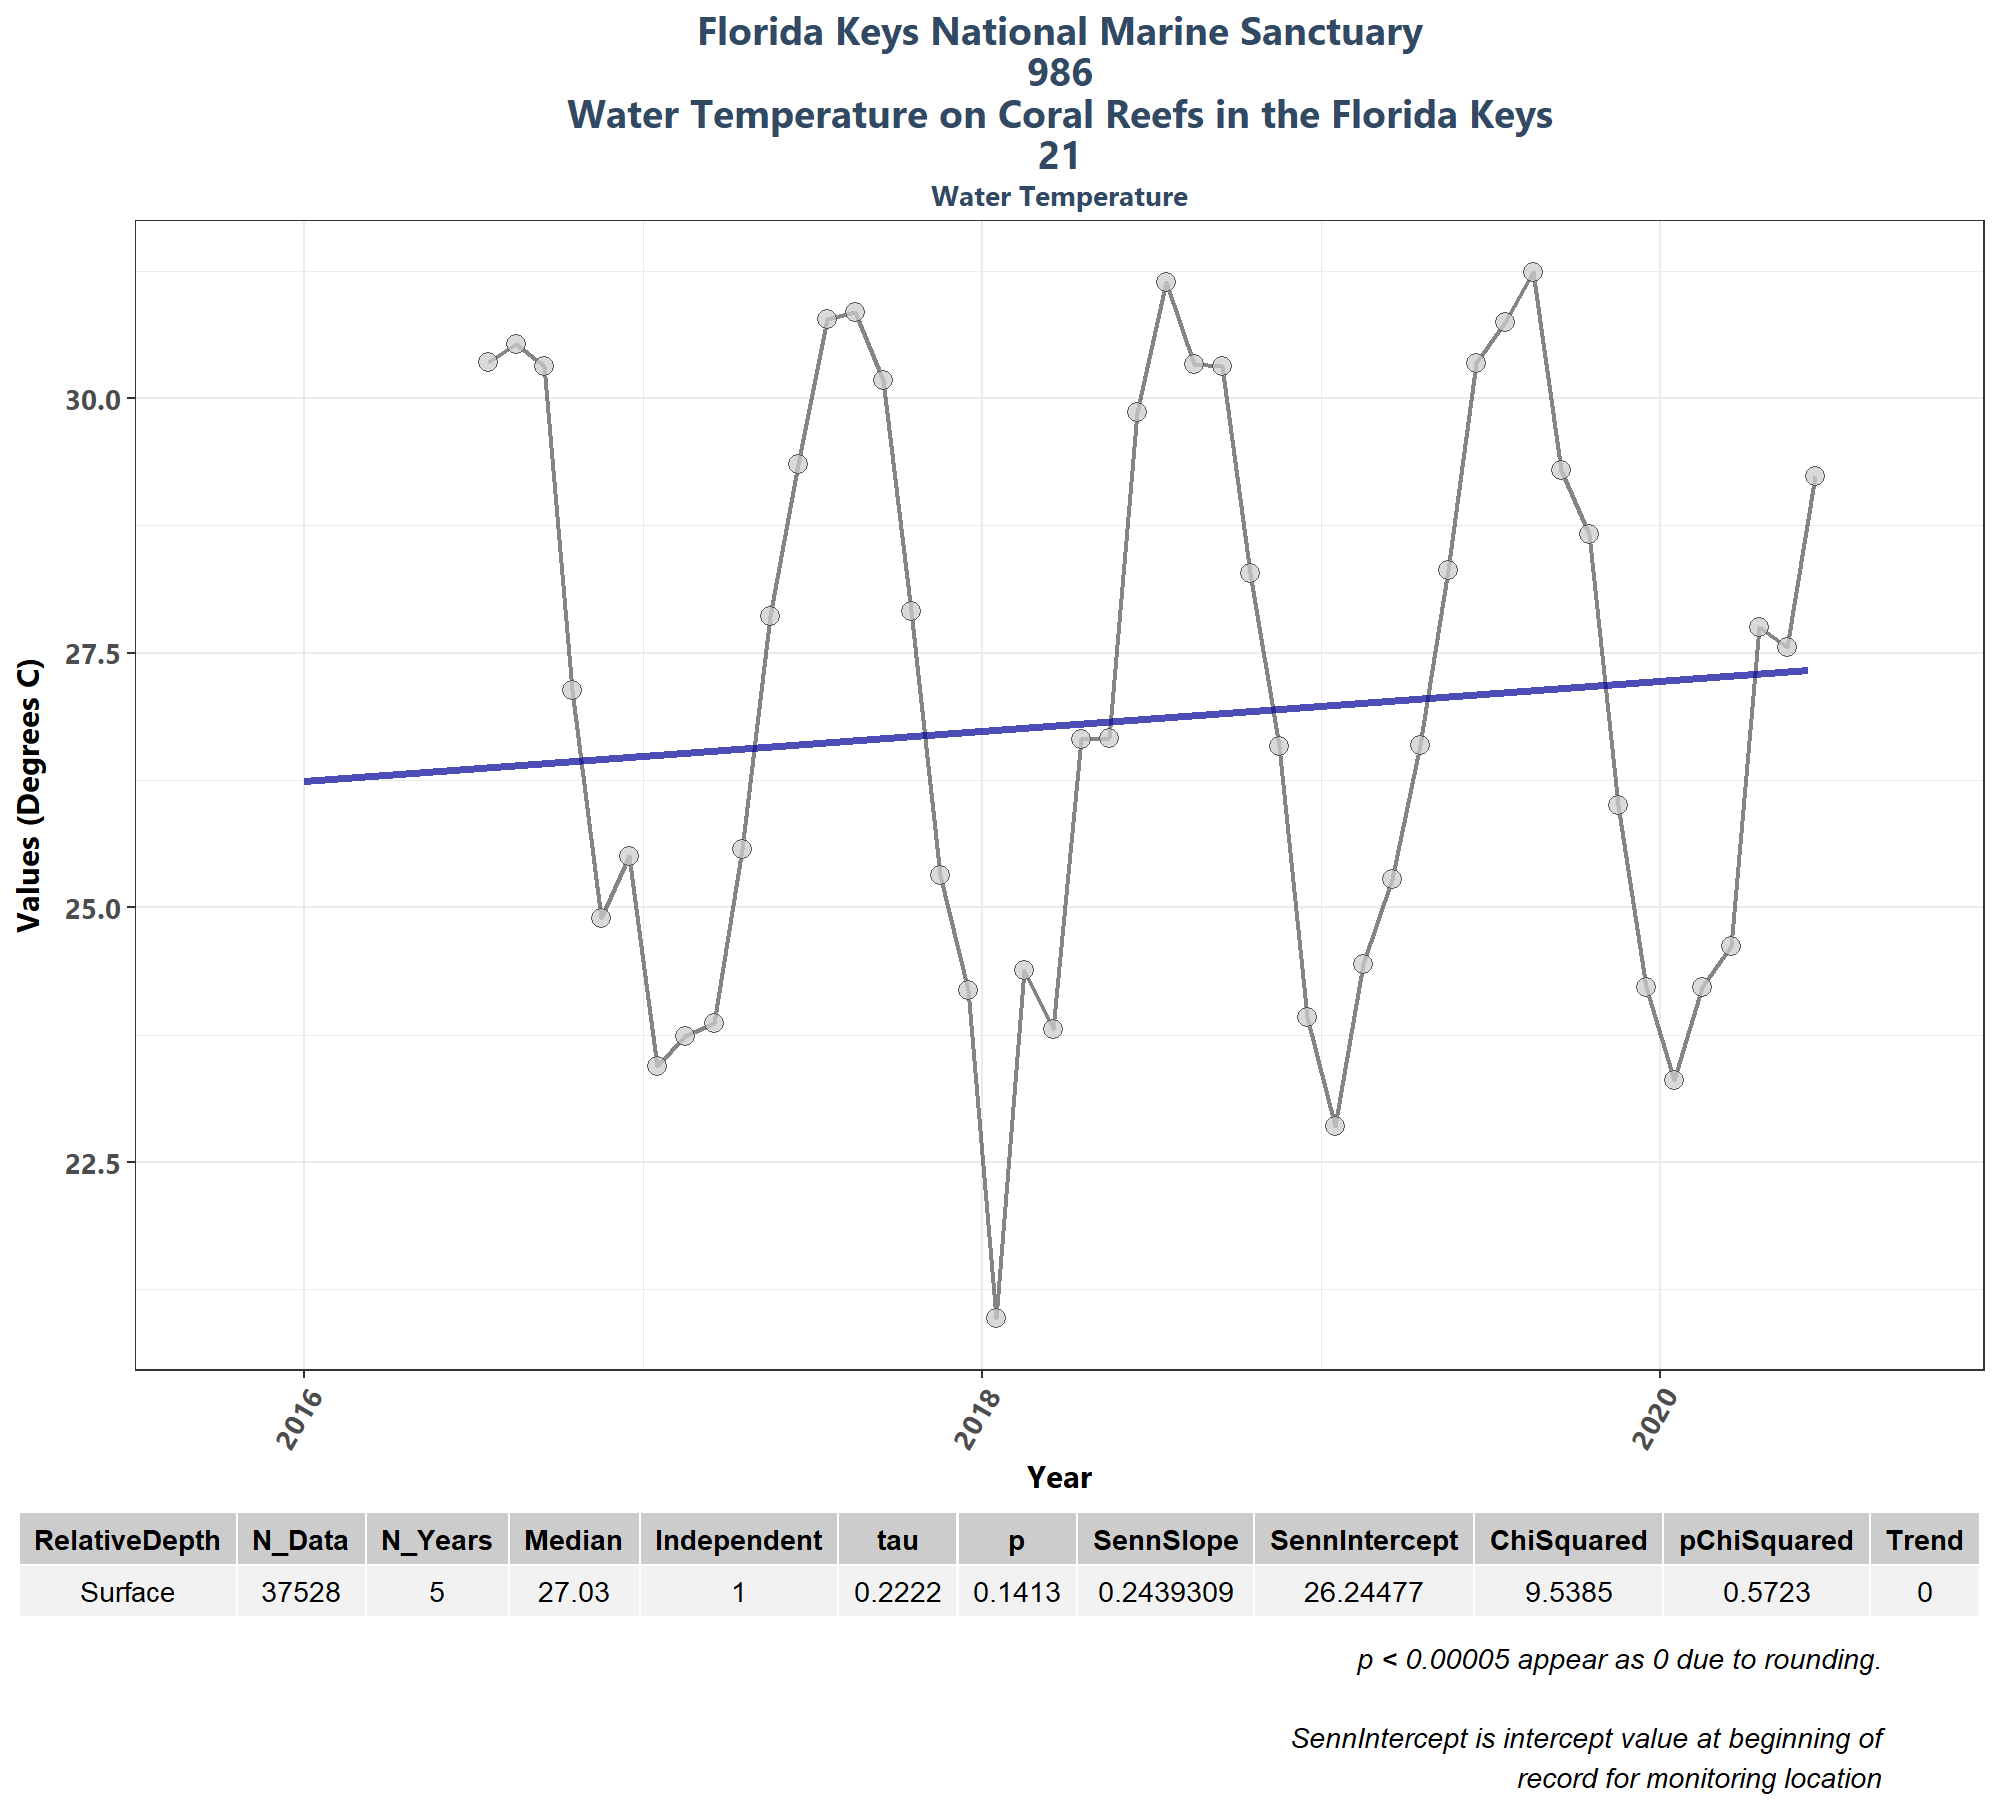 Florida Keys National Marine Sanctuary
986
Water Temperature on Coral Reefs in the Florida Keys
21
Water Temperature
Values (Degrees C)
30.0
27.5
25.0
22.5
2016 2018 2020
Year
RelativeDepth N_Data N_Years Median Independent tau p SennSlope SennIntercept ChiSquared pChiSquared Trend
Surface 37528 5 27.03 1 0.2222 0.1413 0.2439309 26.24477 9.5385 0.5723 0
p < 0.00005 appear as 0 due to rounding.
SennIntercept is intercept value at beginning of
record for monitoring location